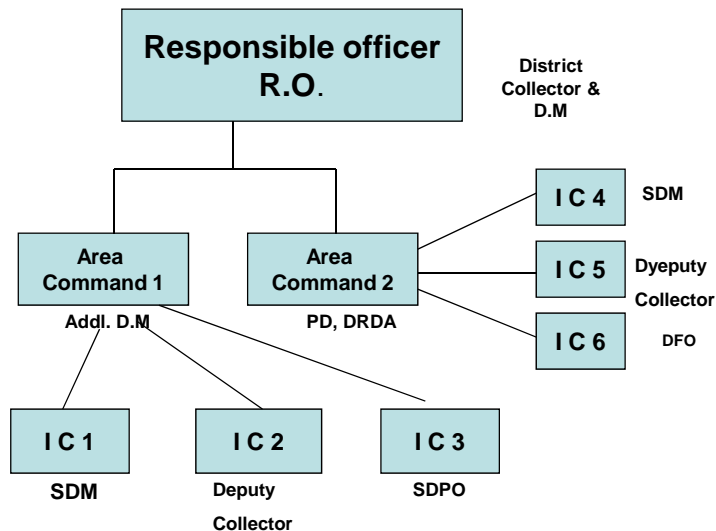 Responsible officer
R.O.
District
Collector &
D.M
Area
Command 1
Addl. D.M
Area
Command 2
PD, DRDA
I C 4
SDM
I C 5
Dyeputy
Collector
I C 6
DFO
I C 1
SDM
I C 2
Deputy
Collector
I C 3
SDPO